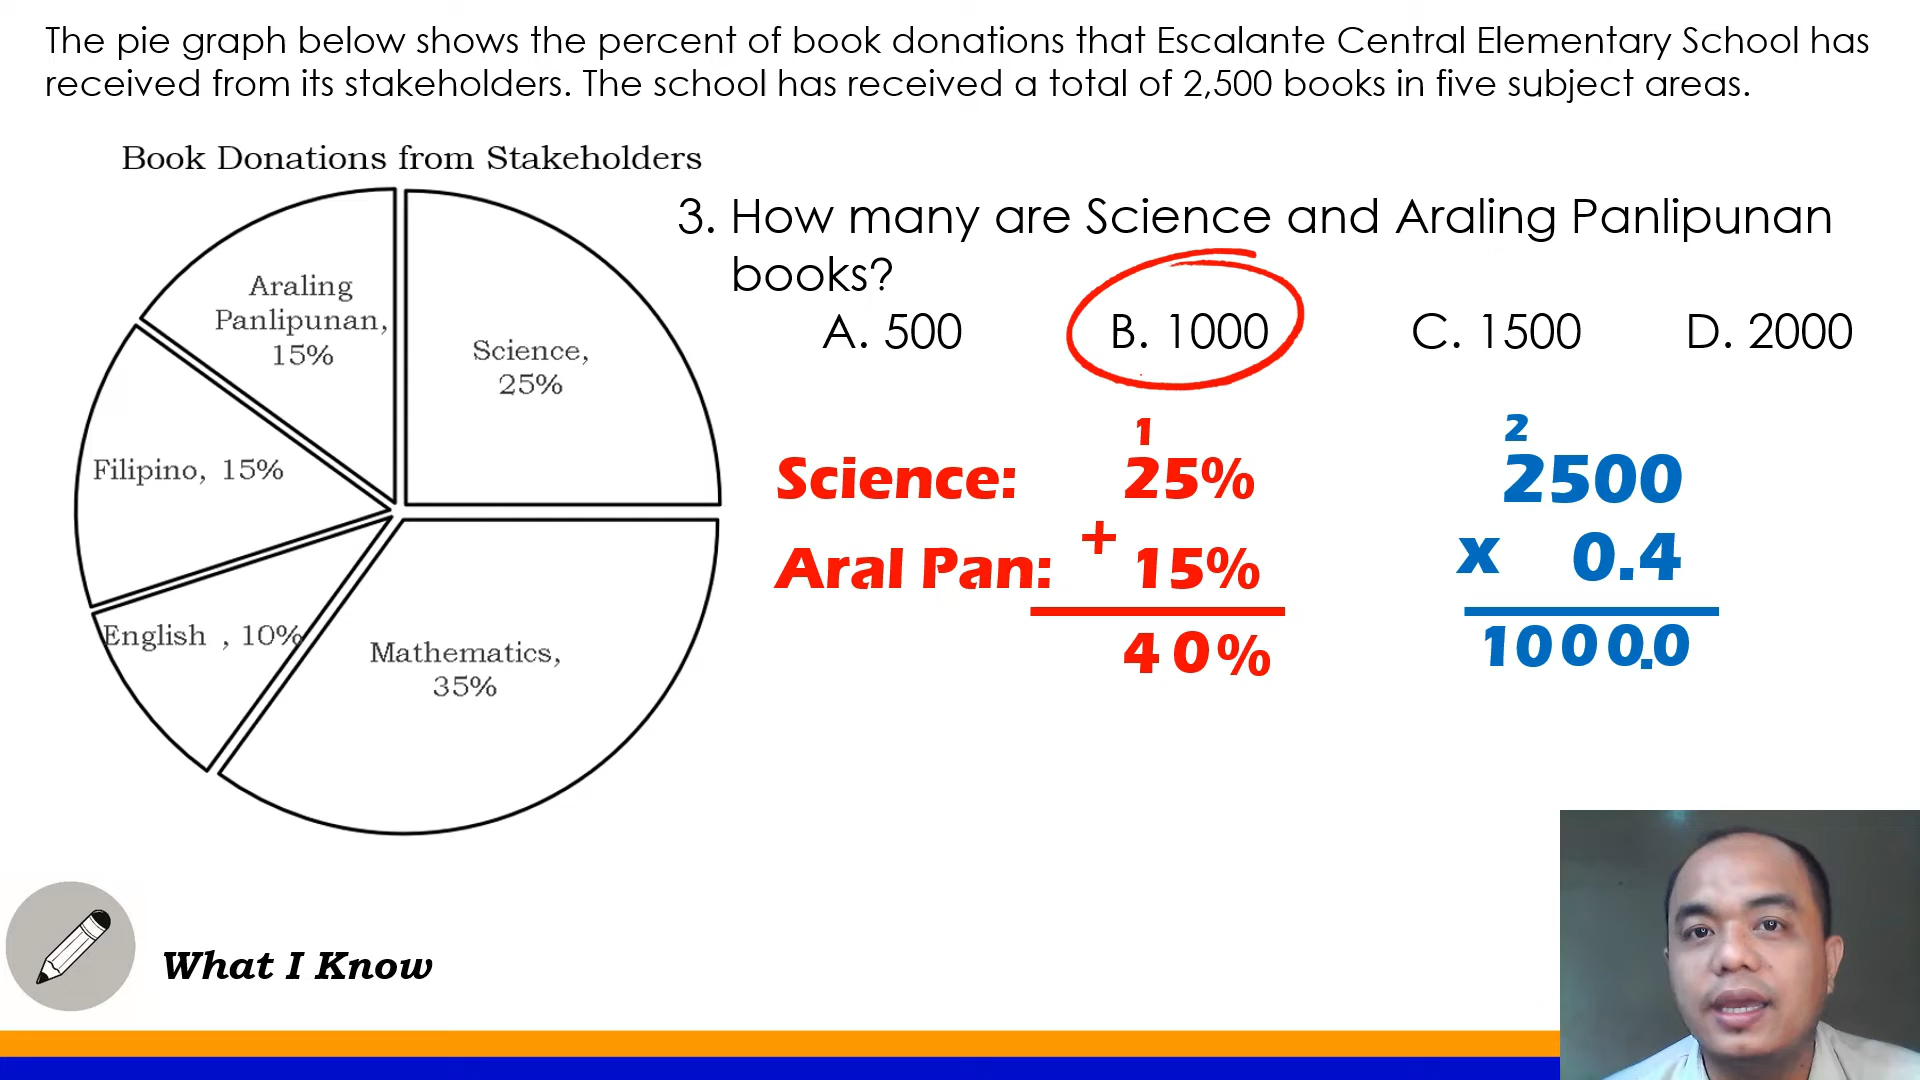 The pie graph below shows the percent of book donations that Escalante Central Elementary School has
received from its stakeholders. The school has received a total of 2,500 books in five subject areas.
Book Donations from Stakeholders
Araling
Panlipunan,
15%
Science,
25%
Filipino, 15%
English , 10%
Mathematics,
35%
3. How many are Science and Araling Panlipunan
books?
A. 500 B. 1000 C. 1500 D. 2000
1
Science: 25%
+
Aral Pan: 15%
40%
2
2500
x 0.4
1000.0
What I Know